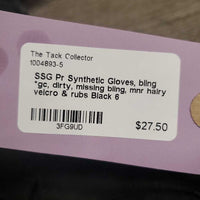 The Tack Collector
1004893-5
SSG Pr Synthetic Gloves, bling
*gc, dirty, missing bling, mnr hairy
velcro & rubs Black 6
3FG9UD
$27.50